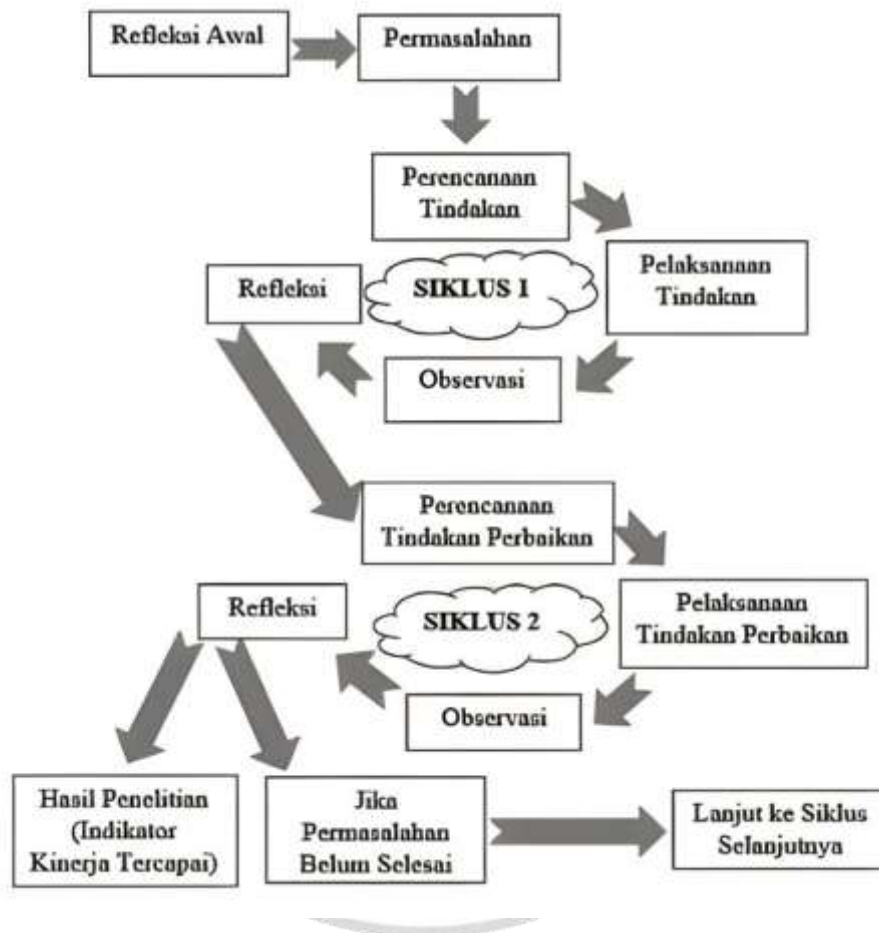 Refleksi Awal
Permasalahan
Perencanaan
Tindakan
Pelaksanaan
Tindakan
Refleksi
SIKLUS 1
Observasi
Perencanaan
Tindakan Perbaikan
Pelaksanaan
Tindakan Perbaikan
Refleksi
SIKLUS 2
Observasi
Hasil Penelitian
(Indikator
Kinerja Tercapai)
Jika
Permasalahan
Belum Selesai
Lanjut ke Siklus
Selanjutnya